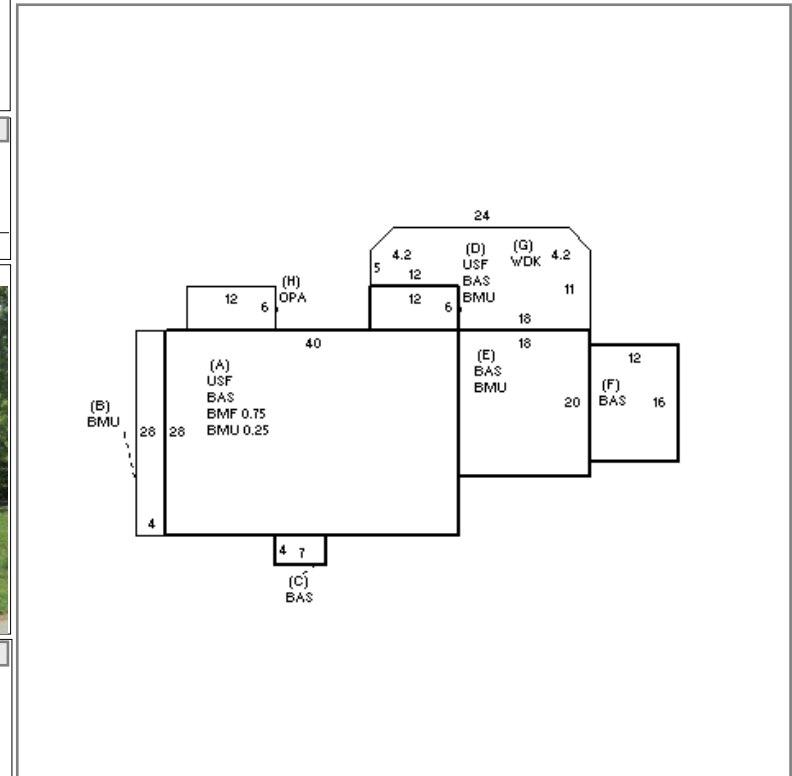 24
4.2
(D)
(G)
4.2
USF
WDK
5
12
BAS
BMU
11
(H)
OPA
12
6
12
6
18
40
18
(A)
USF
BAS
BMF 0.75
BMU 0.25
(E)
BAS
BMU
12
(F)
BAS
16
20
(B)
BMU
28
28
4
4
7
(C)
BAS